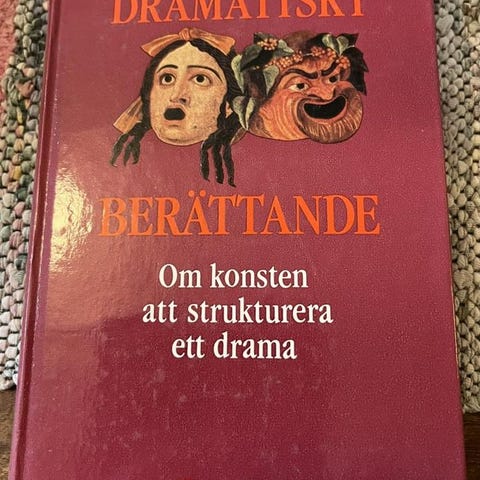 DRAMATISKT
BERÄTTANDE
Om konsten
att strukturera
ett drama